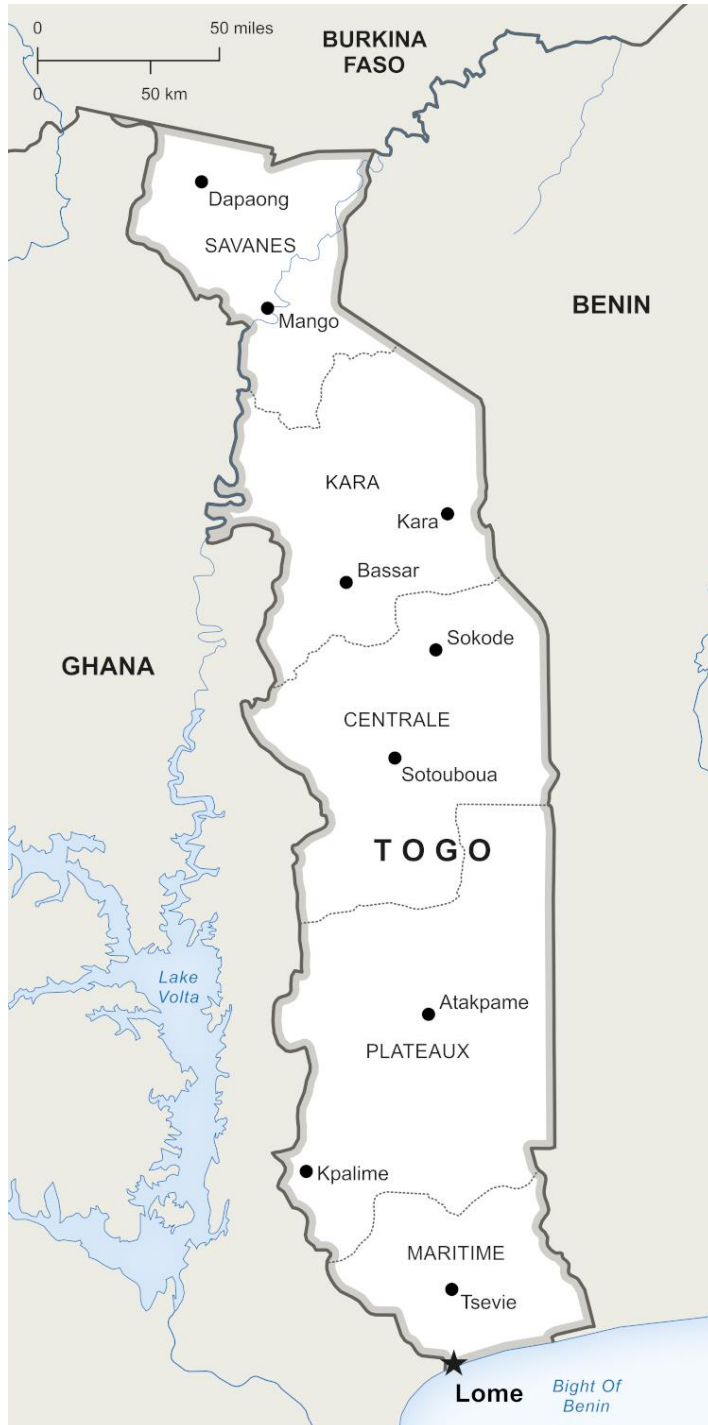 0 50 miles
0 50 km
BURKINA
FASO
Dapaong
SAVANES
BENIN
Mango
KARA
Kara
Bassar
Sokode
GHANA
CENTRALE
Sotouboua
TOGO
Lake
Volta
Atakpame
PLATEAUX
Kpalime
MARITIME
Tsevie
Lome
Bight Of
Benin